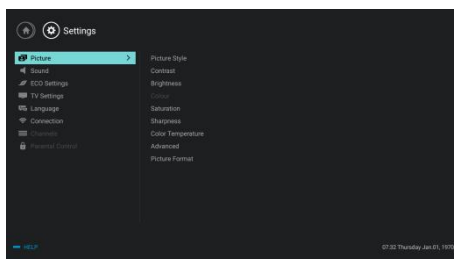 Settings
Picture
Sound
ECO Settings
TV Settings
Language
Connection
Channels
Parental Control
Picture Style
Contrast
Brightness
Colour
Saturation
Sharpness
Color Temperature
Advanced
Picture Format
HELP
07:32 Thursday Jan.01, 1970